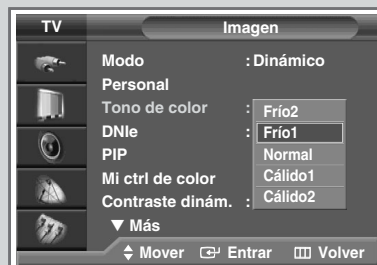 TV Imagen
Modo : Dinámico
Personal
Tono de color : Frío2
DNIe : Frío1
PIP Normal
Mi ctrl de color Cálido1
Contraste dinám. : Cálido2
▼ Más
Mover Entrar Volver